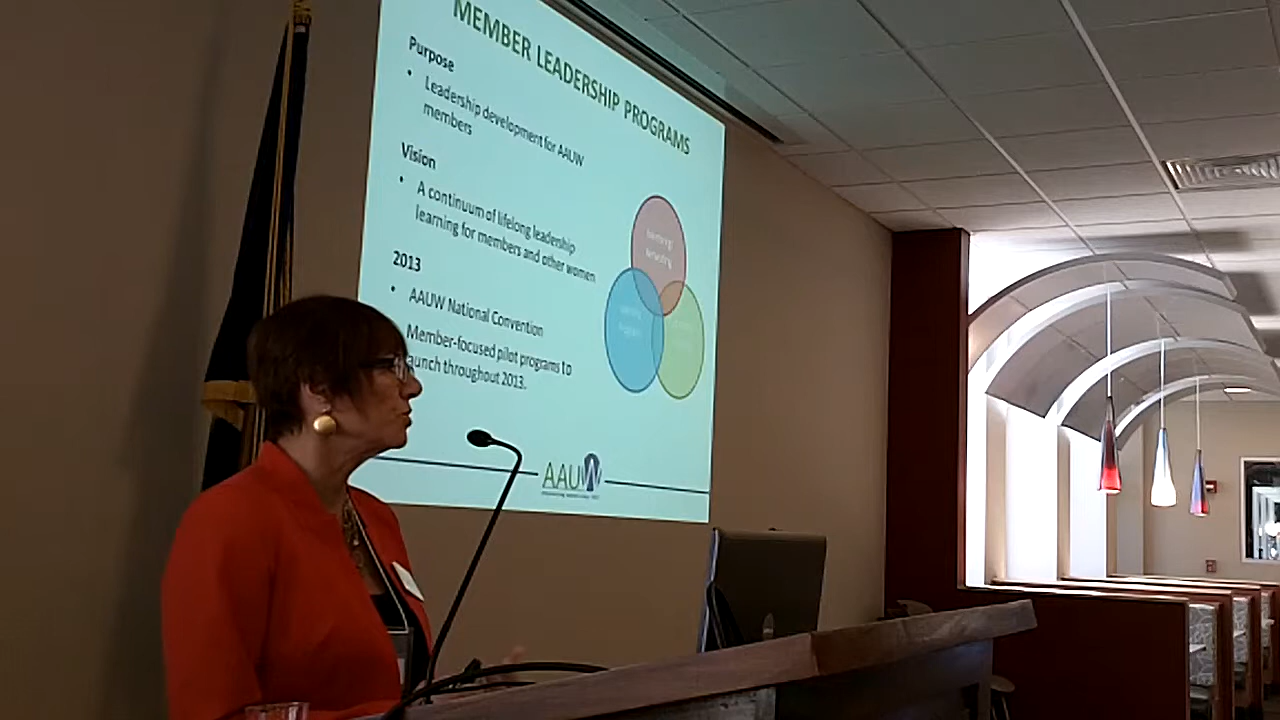 MEMBER LEADERSHIP PROGRAMS
Purpose
• Leadership development for AAUW
members
Vision
• A continuum of lifelong leadership
learning for members and other women
2013
• AAUW National Convention
Member-focused pilot programs to
aunch throughout 2013.
AAUW